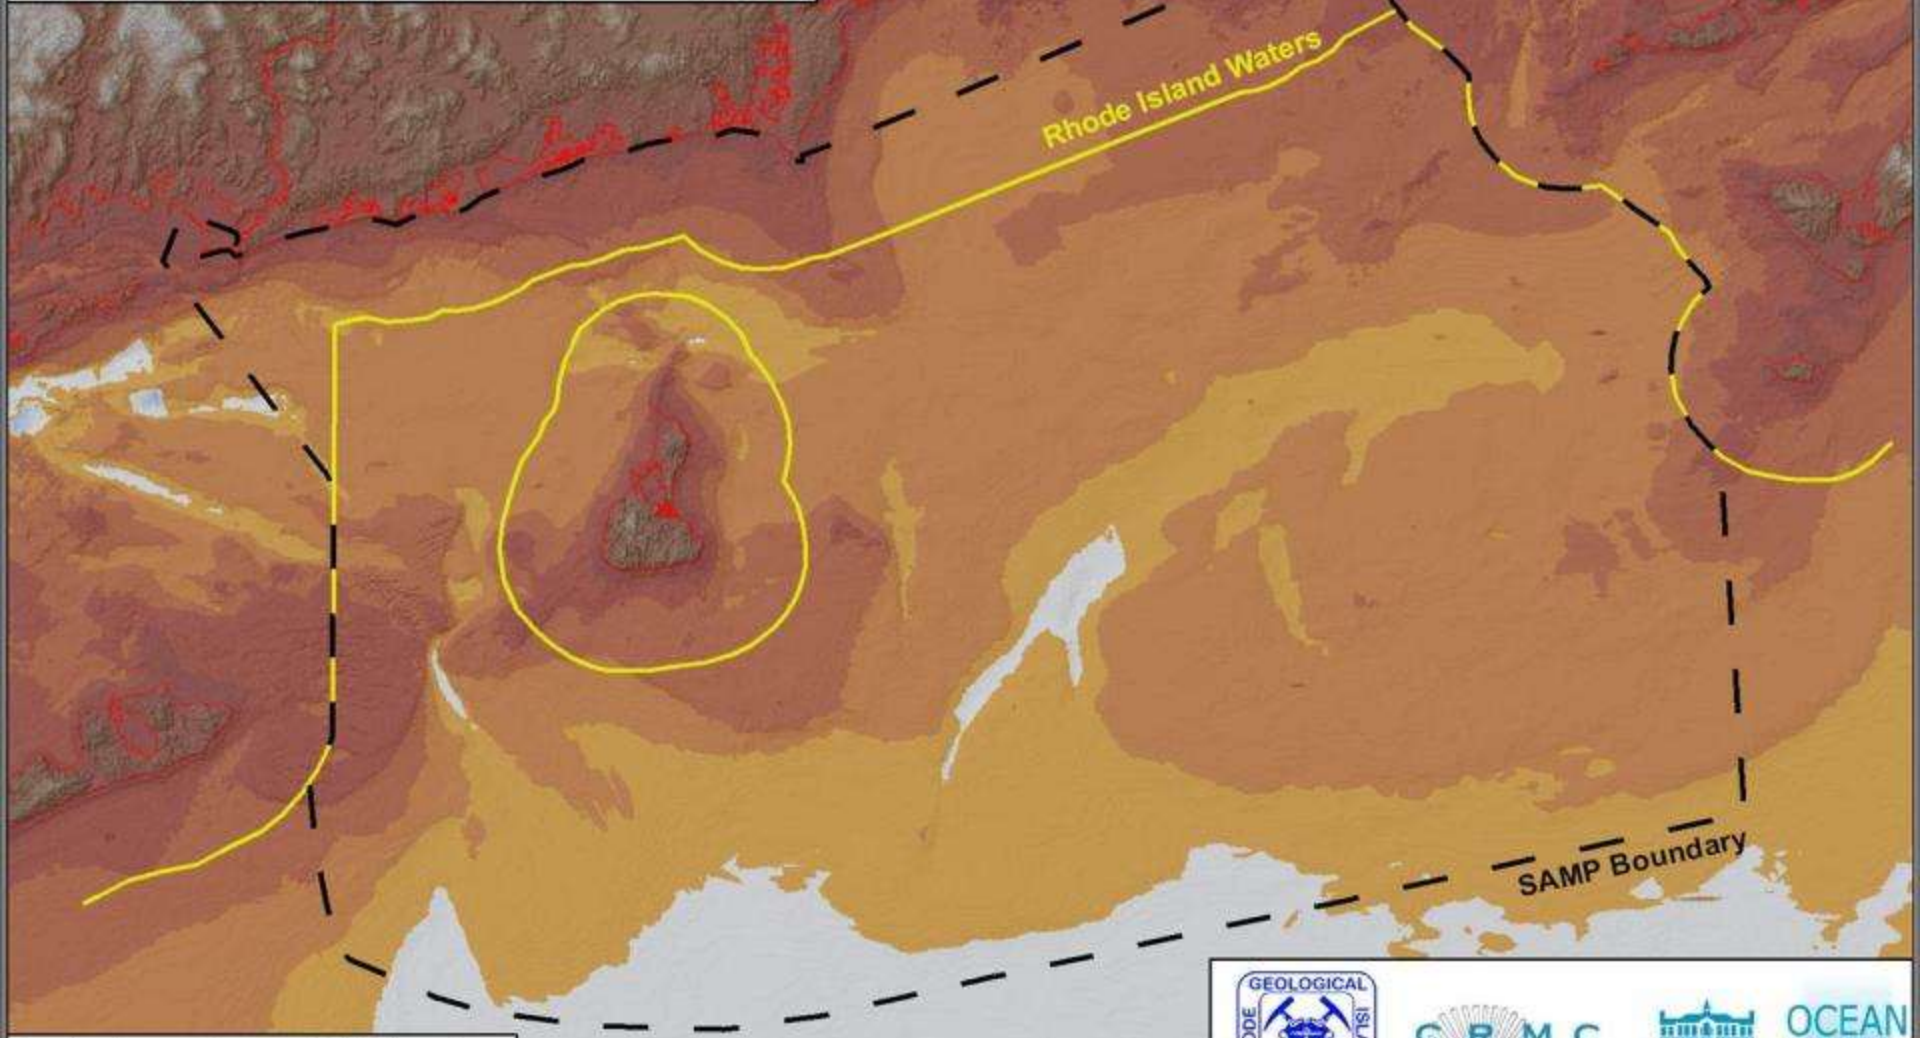 Rhode Island Waters
SAMP Boundary
GEOLOGICAL
C R M C
OCEAN